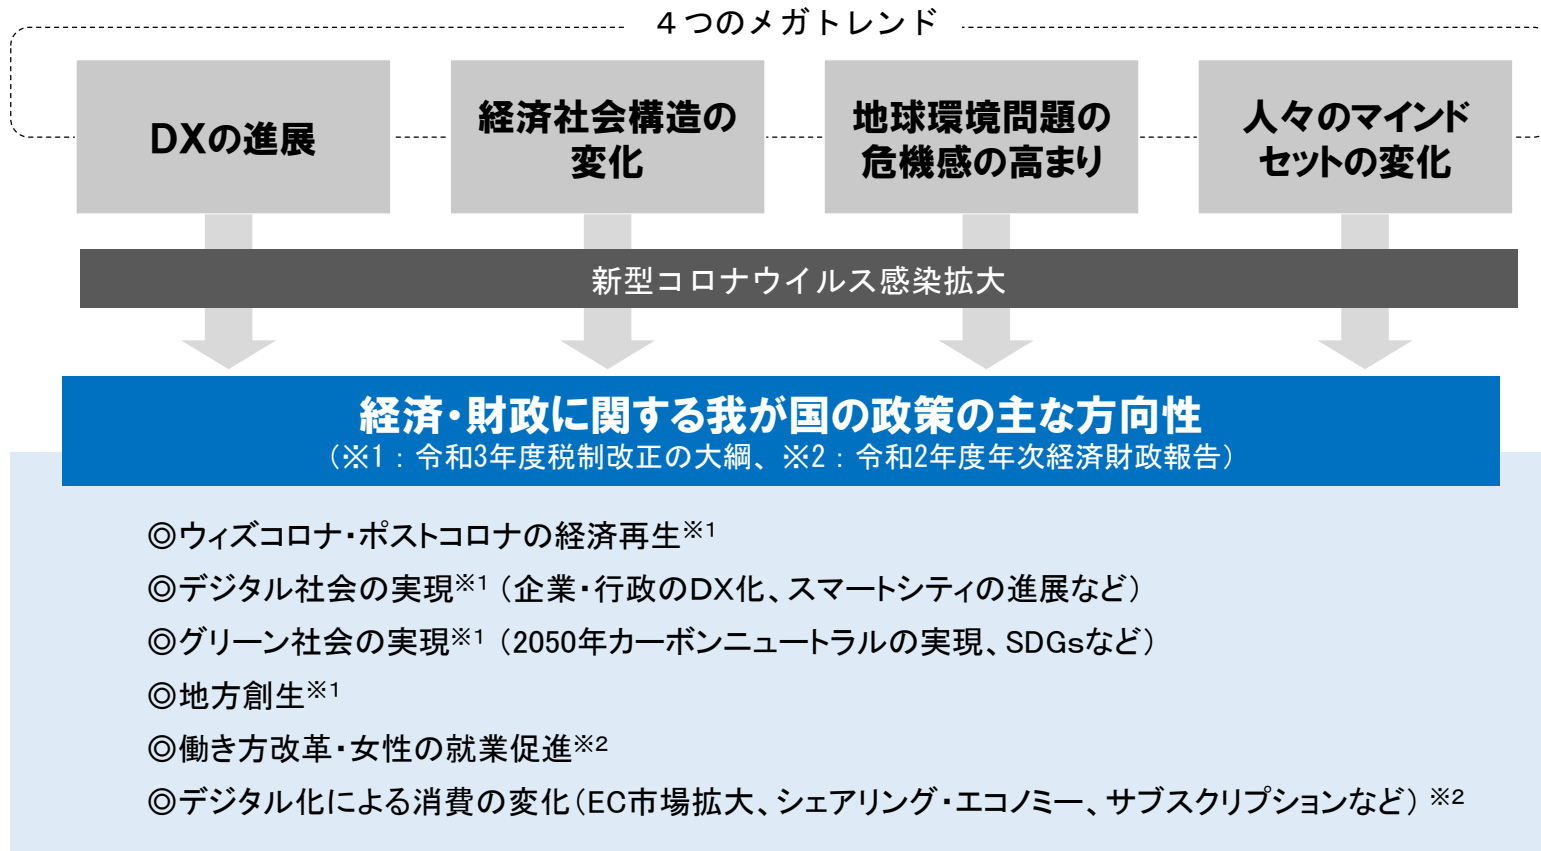 ４つのメガトレンド
DXの進展
経済社会構造の
変化
地球環境問題の
危機感の高まり
人々のマインド
セットの変化
新型コロナウイルス感染拡大
経済・財政に関する我が国の政策の主な方向性
（※1：令和3年度税制改正の大綱、※2：令和2年度年次経済財政報告）
◎ウィズコロナ・ポストコロナの経済再生※1
◎デジタル社会の実現※1（企業・行政のDX化、スマートシティの進展など）
◎グリーン社会の実現※1（2050年カーボンニュートラルの実現、SDGsなど）
◎地方創生※1
◎働き方改革・女性の就業促進※2
◎デジタル化による消費の変化（EC市場拡大、シェアリング・エコノミー、サブスクリプションなど）※2